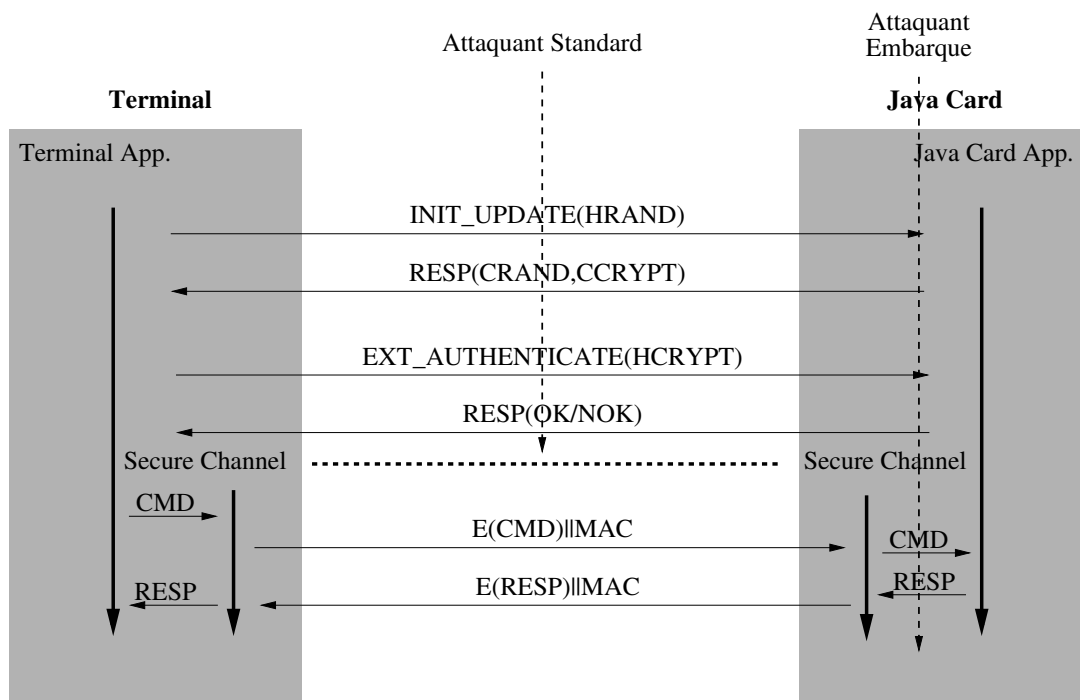 Attaquant Standard
Attaquant
Embarque
Terminal
Java Card
Terminal App.
Java Card App.
INIT_UPDATE(HRAND)
RESP(CRAND,CCRYPT)
EXT_AUTHENTICATE(HCRYPT)
RESP(OK/NOK)
Secure Channel
Secure Channel
CMD
E(CMD)||MAC
CMD
RESP
E(RESP)||MAC
RESP